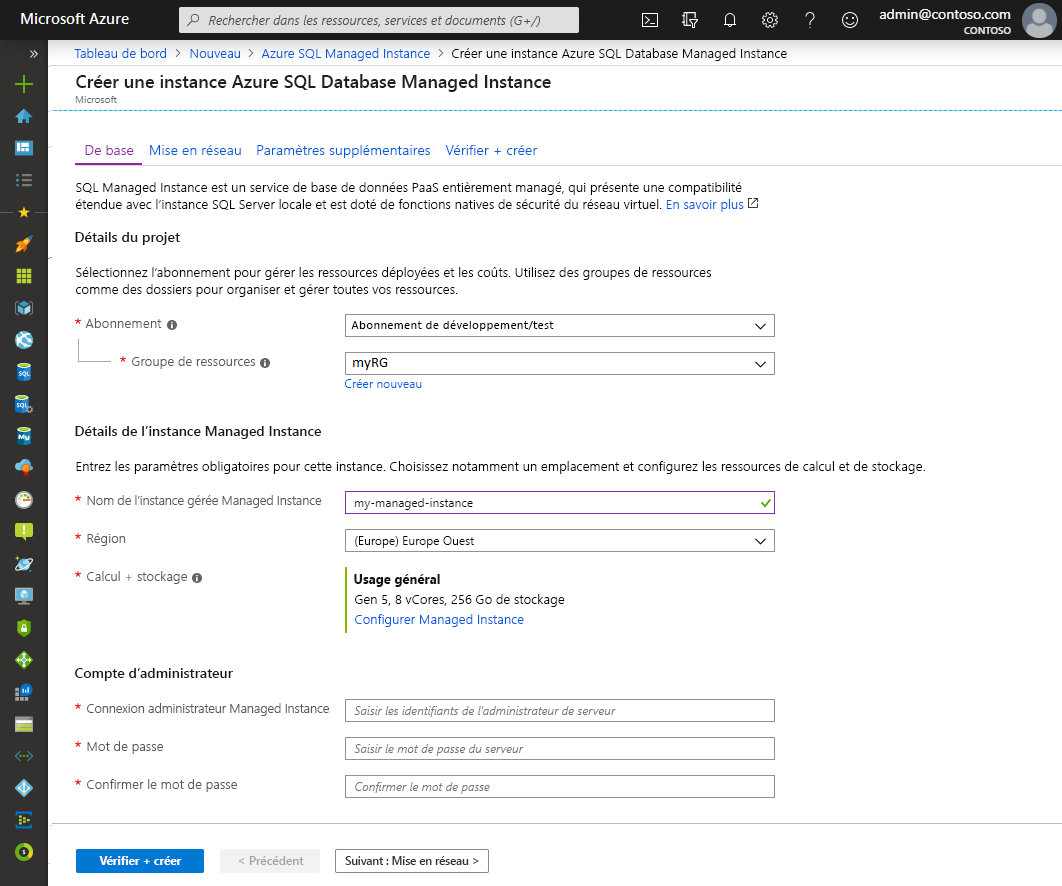 Microsoft Azure
Rechercher dans les ressources, services et documents (G+/)
admin@contoso.com
CONTOSO
Tableau de bord > Nouveau > Azure SQL Managed Instance > Créer une instance Azure SQL Database Managed Instance
Créer une instance Azure SQL Database Managed Instance
Microsoft
De base Mise en réseau Paramètres supplémentaires Vérifier + créer
SQL Managed Instance est un service de base de données PaaS entièrement managé, qui présente une compatibilité
étendue avec l'instance SQL Server locale et est doté de fonctions natives de sécurité du réseau virtuel. En savoir plus
Détails du projet
Sélectionnez l'abonnement pour gérer les ressources déployées et les coûts. Utilisez des groupes de ressources
comme des dossiers pour organiser et gérer toutes vos ressources.
* Abonnement
Abonnement de développement/test
* Groupe de ressources
myRG
Créer nouveau
Détails de l'instance Managed Instance
Entrez les paramètres obligatoires pour cette instance. Choisissez notamment un emplacement et configurez les ressources de calcul et de stockage.
* Nom de l'instance gérée Managed Instance
my-managed-instance
* Région
(Europe) Europe Ouest
* Calcul + stockage
Usage général
Gen 5, 8 vCores, 256 Go de stockage
Configurer Managed Instance
Compte d'administrateur
* Connexion administrateur Managed Instance
Saisir les identifiants de l'administrateur de serveur
* Mot de passe
Saisir le mot de passe du serveur
* Confirmer le mot de passe
Confirmer le mot de passe
Vérifier + créer
< Précédent
Suivant : Mise en réseau >